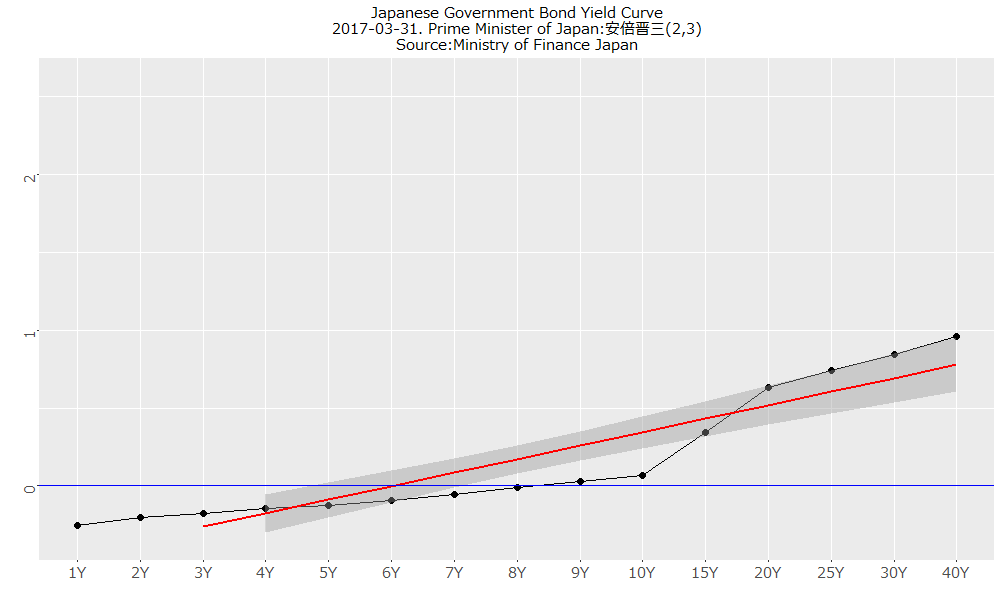 Japanese Government Bond Yield Curve
2017-03-31. Prime Minister of Japan:安倍晋三(2,3)
Source:Ministry of Finance Japan
2
1
0
1Y 2Y 3Y 4Y 5Y 6Y 7Y 8Y 9Y 10Y 15Y 20Y 25Y 30Y 40Y